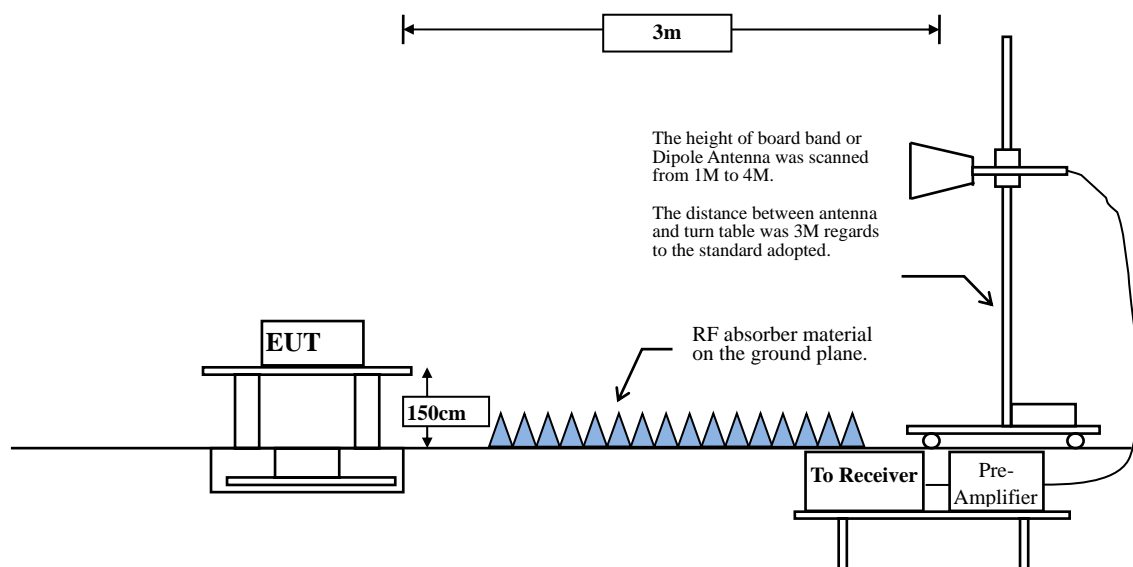 3m
The height of board band or
Dipole Antenna was scanned
from 1M to 4M.
The distance between antenna
and turn table was 3M regards
to the standard adopted.
EUT
RF absorber material
on the ground plane.
150cm
To Receiver
Pre-
Amplifier